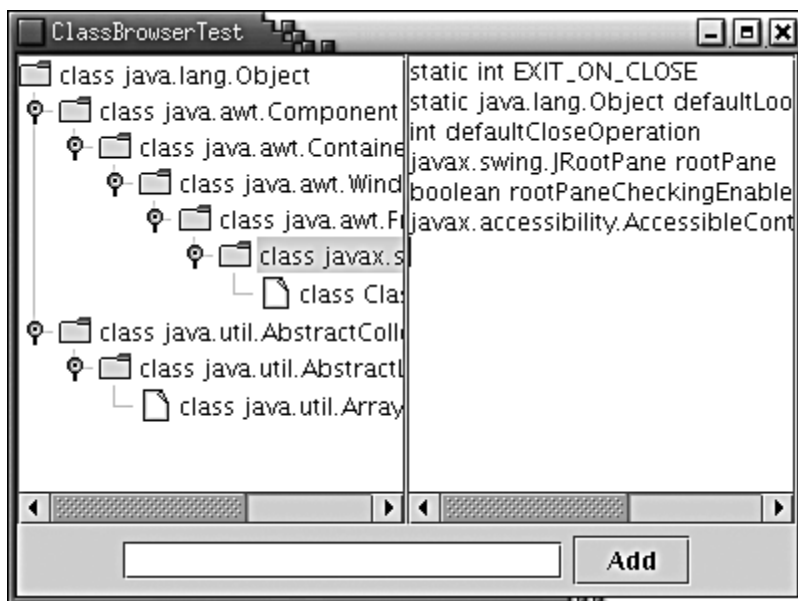 ClassBrowserTest
class java.lang.Object
class java.awt.Component
class java.awt.Containe
class java.awt.Wind
class java.awt.Fr
class javax.s
class Clas
class java.util.AbstractColle
class java.util.AbstractL
class java.util.Array
static int EXIT_ON_CLOSE
static java.lang.Object defaultLoo
int defaultCloseOperation
javax.swing.JRootPane rootPane
boolean rootPaneCheckingEnable
javax.accessibility.AccessibleCont
Add